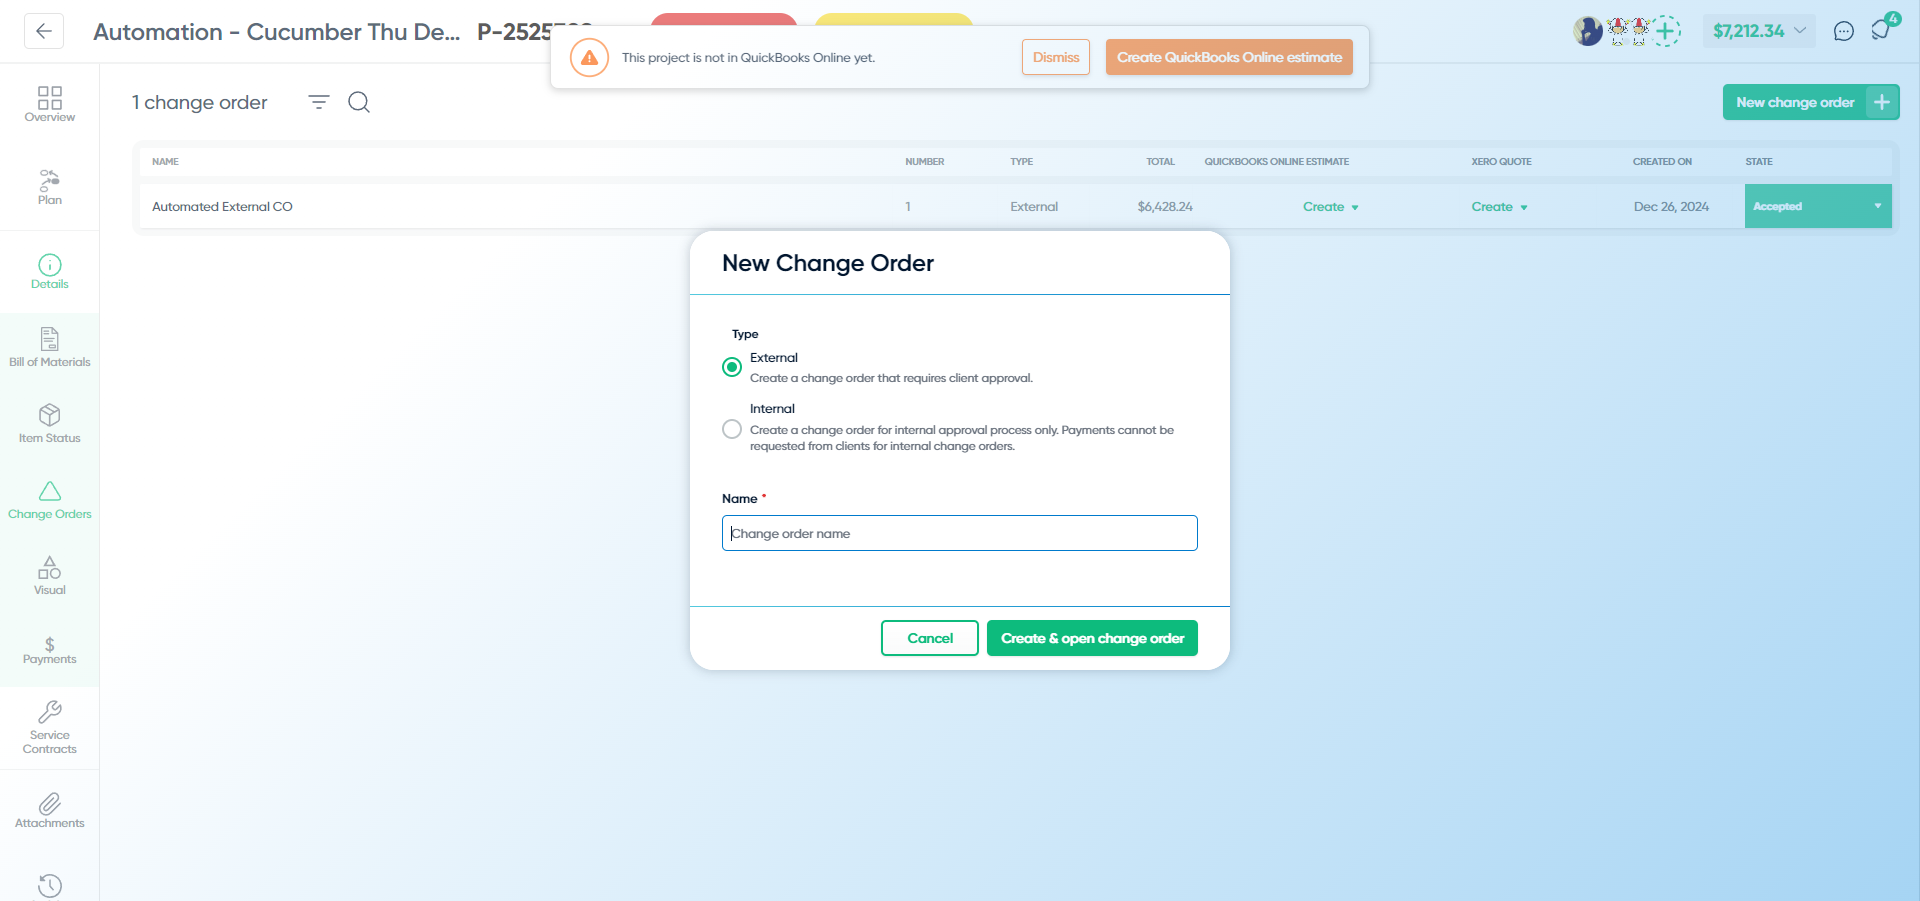 Automation - Cucumber Thu De... P-2525
This project is not in QuickBooks Online yet.
Dismiss
Create QuickBooks Online estimate
$7,212.34
4
Overview
Plan
Details
Bill of Materials
Item Status
Change Orders
Visual
$
Payments
Service
Contracts
Attachments
1 change order
New change order
NAME NUMBER TYPE TOTAL QUICKBOOKS ONLINE ESTIMATE XERO QUOTE CREATED ON STATE
Automated External CO 1 External $6,428.24 Create Create Dec 26, 2024 Accepted
New Change Order
Type
External
Create a change order that requires client approval.
Internal
Create a change order for internal approval process only. Payments cannot be
requested from clients for internal change orders.
Name *
Change order name
Cancel
Create & open change order